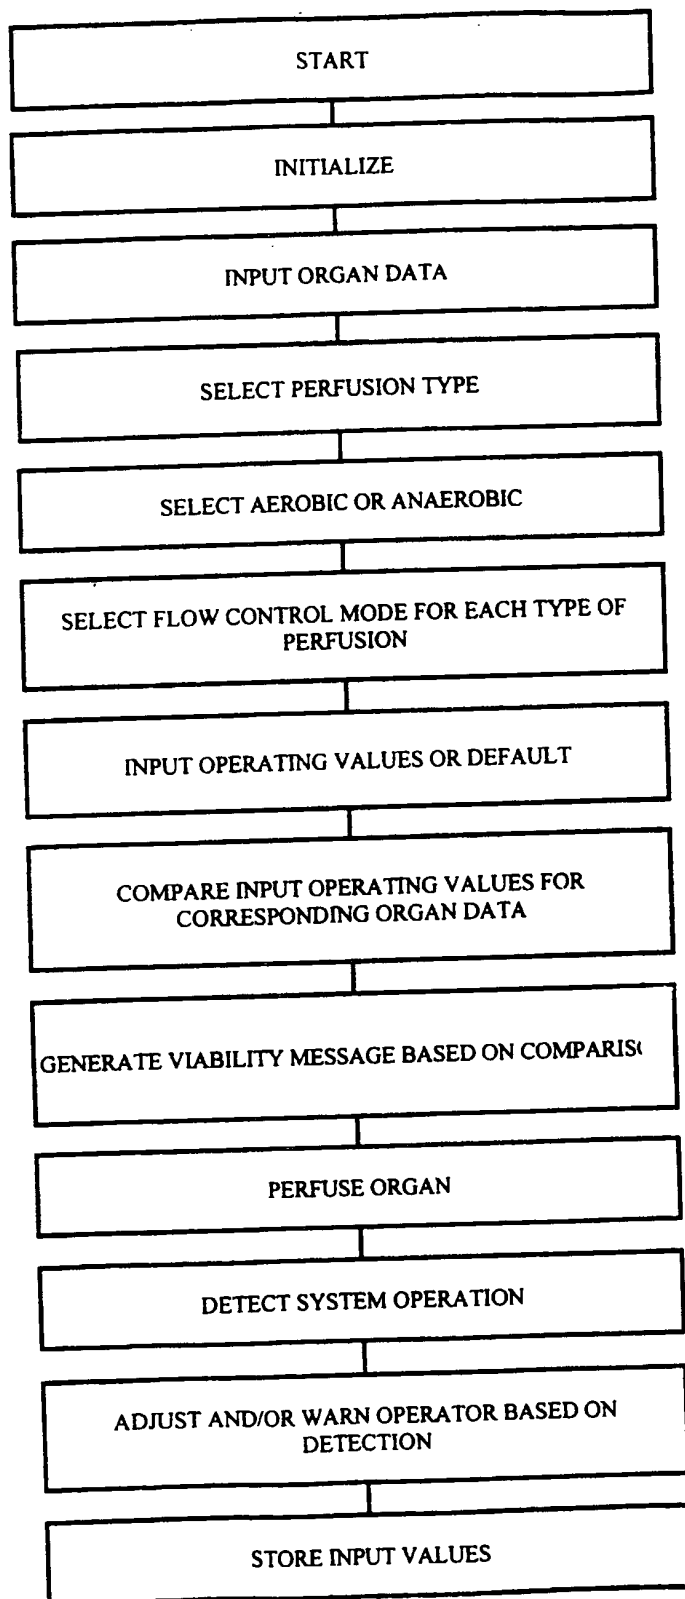 START
INITIALIZE
INPUT ORGAN DATA
SELECT PERFUSION TYPE
SELECT AEROBIC OR ANAEROBIC
SELECT FLOW CONTROL MODE FOR EACH TYPE OF
PERFUSION
INPUT OPERATING VALUES OR DEFAULT
COMPARE INPUT OPERATING VALUES FOR
CORRESPONDING ORGAN DATA
GENERATE VIABILITY MESSAGE BASED ON
PERFUSE ORGAN
DETECT SYSTEM OPERATION
ADJUST AND/OR WARN OPERATOR BASED ON
DETECTION
STORE INPUT VALUES